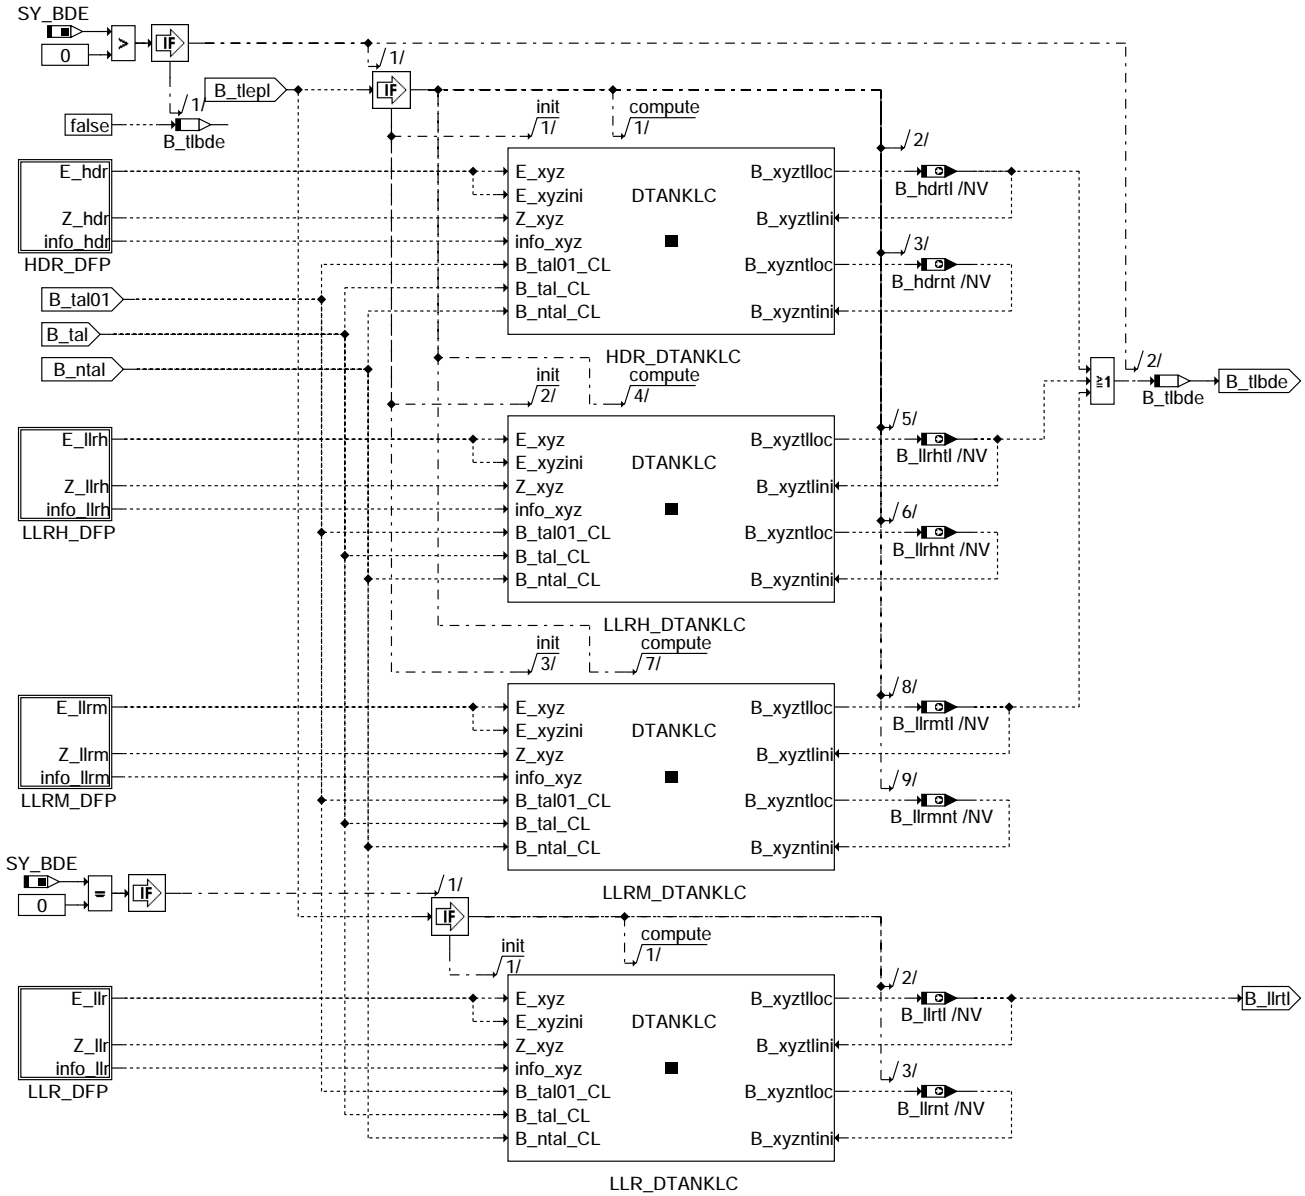 SY_BDE
>
IF
0
/1/
B_tlepl
IF
/1/
false
B_tlbde
init
1/
compute
1/
/2/
E_hdr
Z_hdr
info_hdr
HDR_DFP
E_xyz
E_xyzini
Z_xyz
info_xyz
B_tal01_CL
B_tal_CL
B_ntal_CL
DTANKLC
B_xyztlloc
B_xyztlini
B_xyzntloc
B_xyzntini
B_hdrtl /NV
/3/
B_hdrnt /NV
B_tal01
B_tal
B_ntal
HDR_DTANKLC
init
2/
compute
4/
≥1
/2/
B_tlbde
B_tlbde
E_llrh
Z_llrh
info_llrh
LLRH_DFP
E_xyz
E_xyzini
Z_xyz
info_xyz
B_tal01_CL
B_tal_CL
B_ntal_CL
DTANKLC
B_xyztlloc
B_xyztlini
B_xyzntloc
B_xyzntini
/5/
B_llrhtl /NV
/6/
B_llrhnt /NV
LLRH_DTANKLC
init
3/
compute
7/
E_llrm
Z_llrm
info_llrm
LLRM_DFP
E_xyz
E_xyzini
Z_xyz
info_xyz
B_tal01_CL
B_tal_CL
B_ntal_CL
DTANKLC
B_xyztlloc
B_xyztlini
B_xyzntloc
B_xyzntini
/8/
B_llrmtl /NV
/9/
B_llrmnt /NV
LLRM_DTANKLC
SY_BDE
=
IF
0
/1/
IF
init
1/
compute
1/
E_llr
Z_llr
info_llr
LLR_DFP
E_xyz
E_xyzini
Z_xyz
info_xyz
B_tal01_CL
B_tal_CL
B_ntal_CL
DTANKLC
B_xyztlloc
B_xyztlini
B_xyzntloc
B_xyzntini
/2/
B_llrtl /NV
B_llrtl
/3/
B_llrnt /NV
LLR_DTANKLC